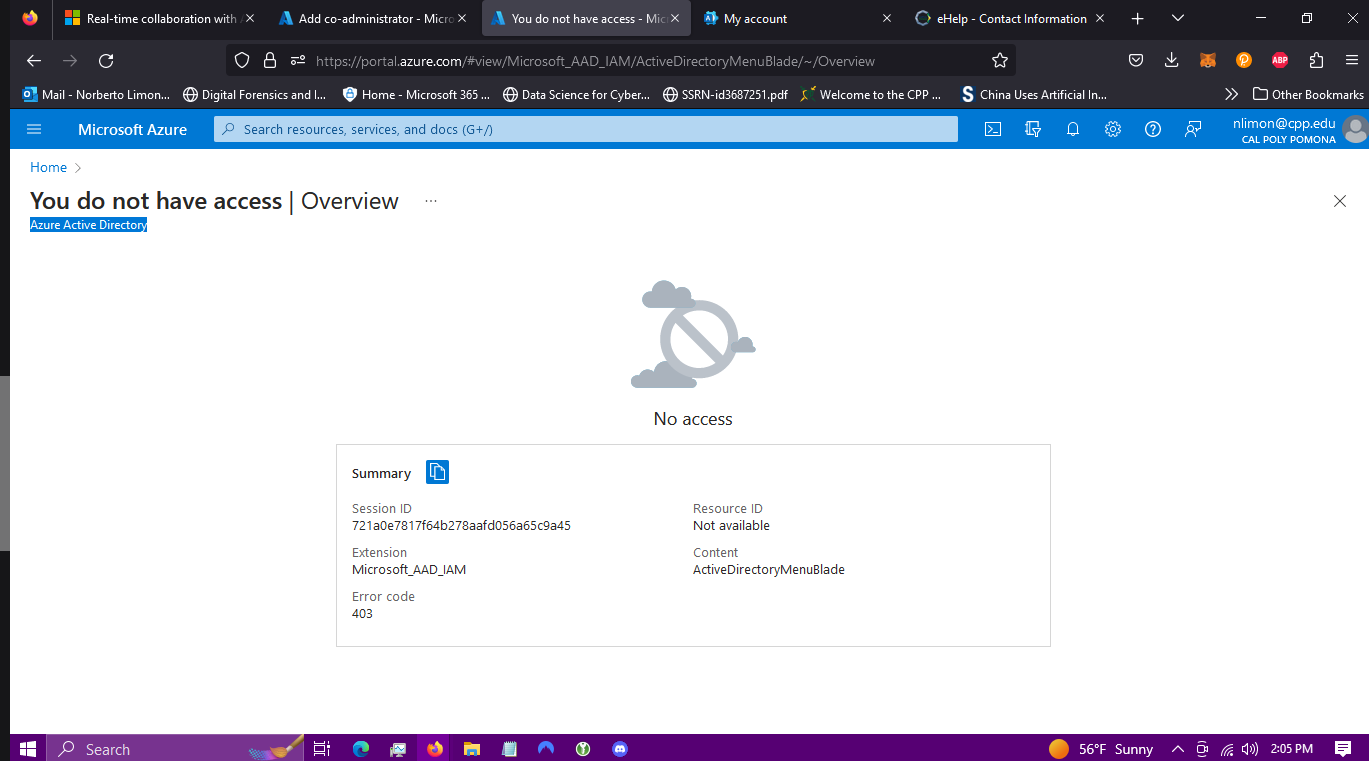 Real-time collaboration with
Add co-administrator - Micro
You do not have access - Mic
My account
eHelp - Contact Information
https://portal.azure.com/#view/Microsoft_AAD_IAM/ActiveDirectoryMenuBlade/~/Overview
ABP
Mail - Norberto Limon...
Digital Forensics and I...
Home - Microsoft 365 ...
Data Science for Cyber...
SSRN-id3687251.pdf
Welcome to the CPP ...
China Uses Artificial In...
Other Bookmarks
Microsoft Azure
Search resources, services, and docs (G+/)
nlimon@cpp.edu
CAL POLY POMONA
Home
You do not have access | Overview
Azure Active Directory
No access
Summary
Session ID
721a0e7817f64b278aafd056a65c9a45
Resource ID
Not available
Extension
Microsoft_AAD_IAM
Content
ActiveDirectoryMenuBlade
Error code
403
Search
56°F Sunny
2:05 PM